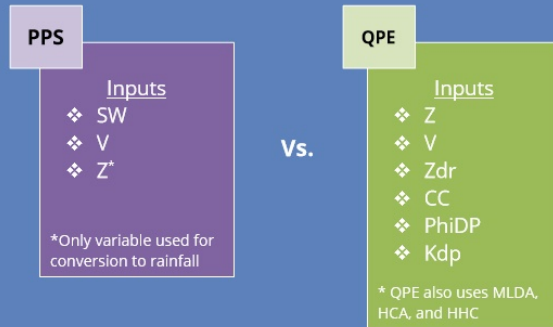 PPS
Inputs
❖ SW
❖ V
❖ Z*
*Only variable used for
conversion to rainfall
Vs.
QPE
Inputs
❖ Z
❖ V
❖ Zdr
❖ CC
❖ PhiDP
❖ Kdp
* QPE also uses MLDA,
HCA, and HHC